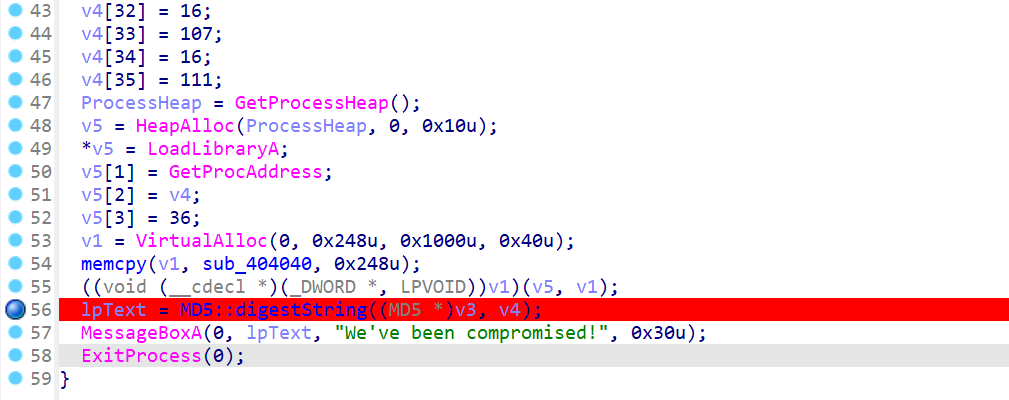 43 v4[32] = 16;
44 v4[33] = 107;
45 v4[34] = 16;
46 v4[35] = 111;
47 ProcessHeap = GetProcessHeap();
48 v5 = HeapAlloc(ProcessHeap, 0, 0x10u);
49 *v5 = LoadLibraryA;
50 v5[1] = GetProcAddress;
51 v5[2] = v4;
52 v5[3] = 36;
53 v1 = VirtualAlloc(0, 0x248u, 0x1000u, 0x40u);
54 memcpy(v1, sub_404040, 0x248u);
55 ((void (__cdecl *)(_DWORD *, LPVOID))v1)(v5, v1);
56 lpText = MD5::digestString((MD5 *)v3, v4);
57 MessageBoxA(0, lpText, "We've been compromised!", 0x30u);
58 ExitProcess(0);
59 }